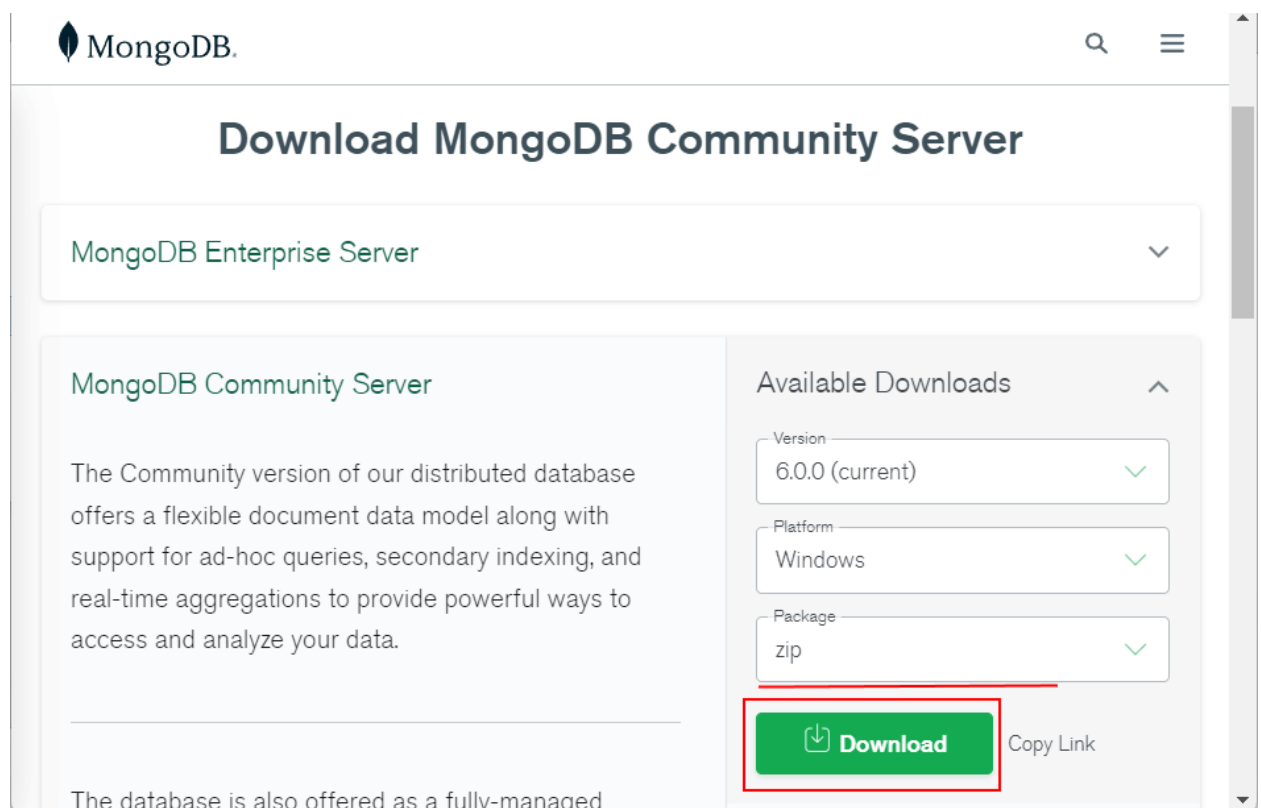 MongoDB.
Download MongoDB Community Server
MongoDB Enterprise Server
MongoDB Community Server
The Community version of our distributed database
offers a flexible document data model along with
support for ad-hoc queries, secondary indexing, and
real-time aggregations to provide powerful ways to
access and analyze your data.
The database is also offered as a fully-managed
Available Downloads
Version
6.0.0 (current)
Platform
Windows
Package
zip
Download
Copy Link